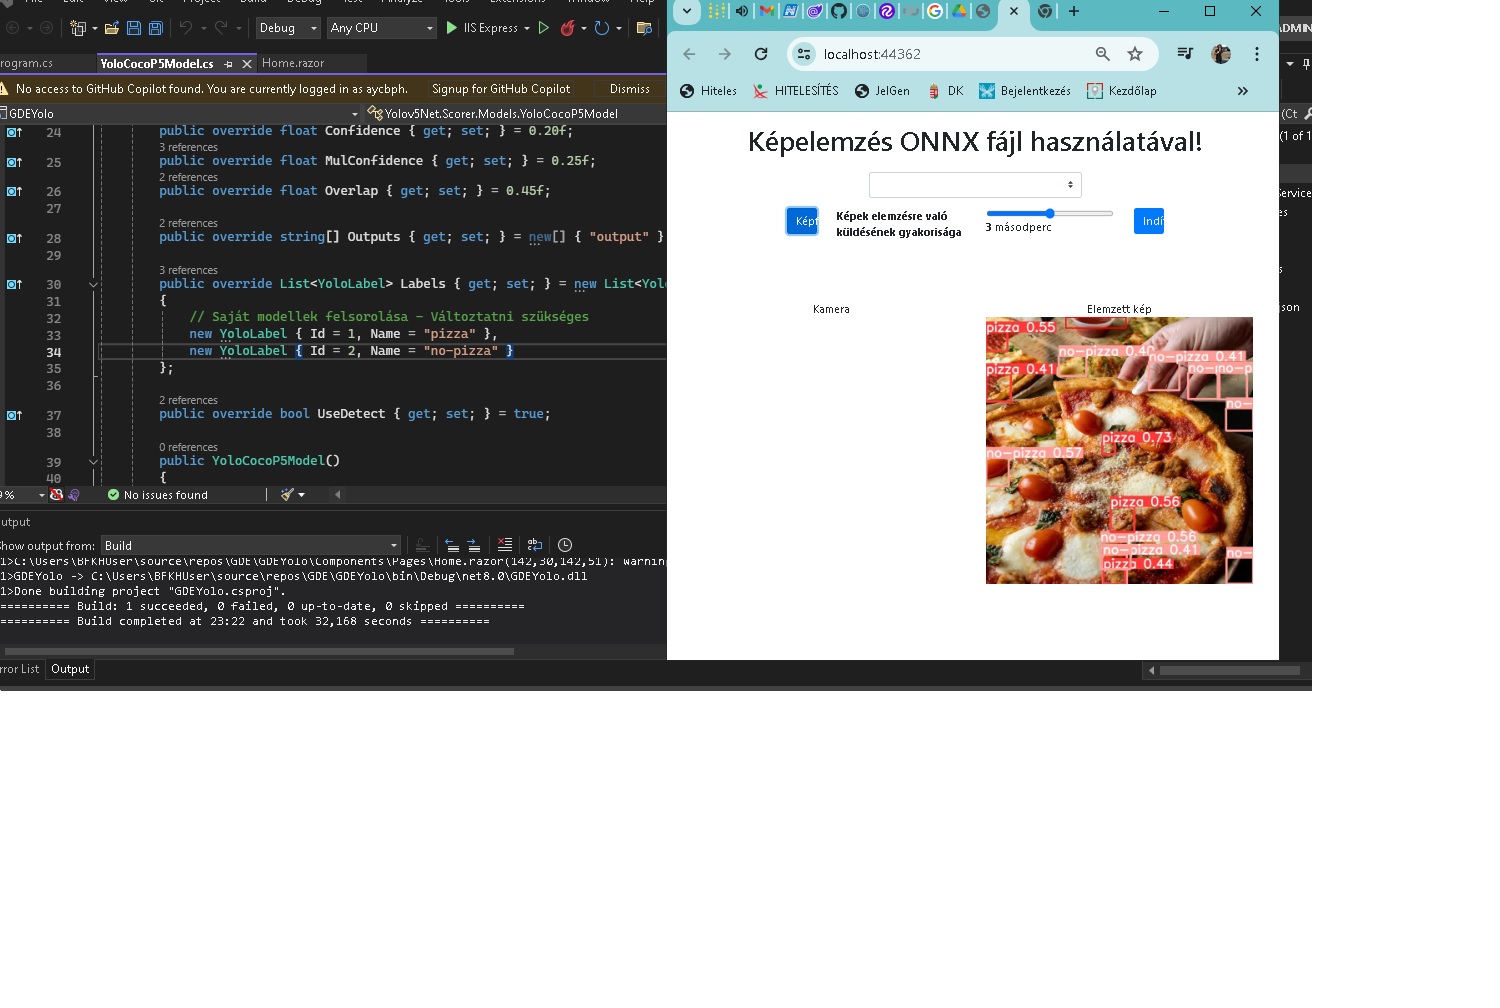 Debug
Any CPU
IIS Express
rogram.cs
YoloCocoP5Model.cs
Home.razor
No access to GitHub Copilot found. You are currently logged in as aycbph.
Signup for GitHub Copilot
Dismiss
GDEYolo
Yolov5Net.Scorer.Models.YoloCocoP5Model
24 public override float Confidence { get; set; } = 0.20f;
3 references
25 public override float MulConfidence { get; set; } = 0.25f;
2 references
26 public override float Overlap { get; set; } = 0.45f;
27
2 references
28 public override string[] Outputs { get; set; } = new[] { "output" }
29
3 references
30 public override List<YoloLabel> Labels { get; set; } = new List<Yol
31 {
32 // Saját modellek felsorolása - Változtatni szükséges
33 new YoloLabel { Id = 1, Name = "pizza" },
34 new YoloLabel { Id = 2, Name = "no-pizza" }
35 };
36
2 references
37 public override bool UseDetect { get; set; } = true;
38
0 references
39 public YoloCocoP5Model()
40 {
9 %
No issues found
utput
how output from:
Build
1>C:\Users\BFKHUser\source\repos\GDE\GDEYolo\Components\Pages\Home.razor(142,30,142,51): warnin
1>GDEYolo -> C:\Users\BFKHUser\source\repos\GDE\GDEYolo\bin\Debug\net8.0\GDEYolo.dll
1>Done building project "GDEYolo.csproj".
========== Build: 1 succeeded, 0 failed, 0 up-to-date, 0 skipped ==========
========== Build completed at 23:22 and took 32,168 seconds ==========
rror List
Output
localhost:44362
Hiteles
HITELESÍTÉS
JelGen
DK
Bejelentkezés
Kezdőlap
Képelemzés ONNX fájl használatával!
Képf
Képek elemzésre való
küldésének gyakorisága
3 másodperc
Indí
Kamera
Elemzett kép
pizza 0.55
no-pizza 0.40
no-pizza 0.41
pizza 0.41
no-
pizza 0.73
no-pizza 0.57
pizza 0.56
no-pizza 0.56
no-pizza 0.41
no-
pizza 0.44
ADMIN
(Ct
(1 of 1
Service
es
s
son